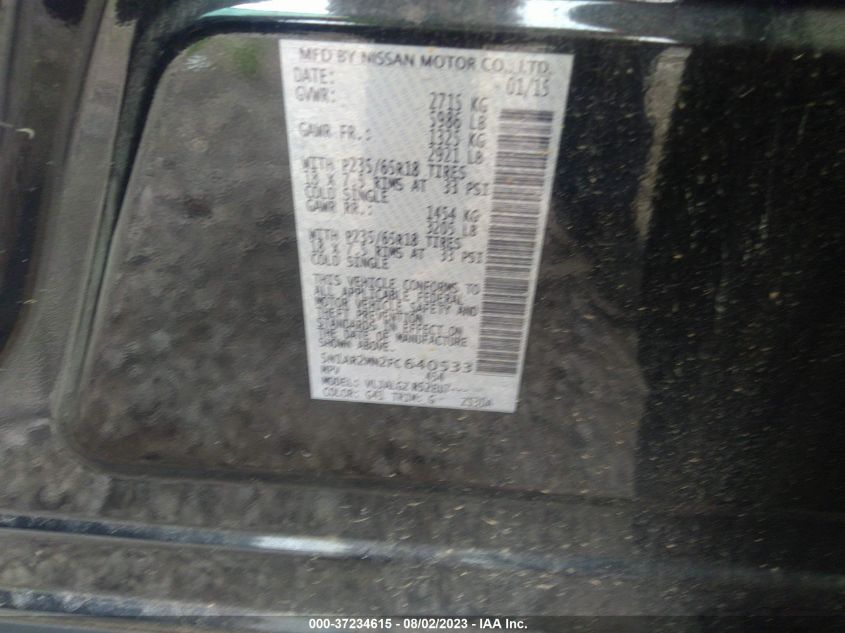 MFD BY NISSAN MOTOR CO., LTD.
DATE: 01/15
GVWR: 2715 KG
5986 LB
GAWR FR.: 1325 KG
2921 LB
WITH P235/65R18 TIRES
18 X 7.5 RIMS AT 33 PSI
COLD SINGLE
GAWR RR.: 1454 KG
3205 LB
WITH P235/65R18 TIRES
18 X 7.5 RIMS AT 33 PSI
COLD SINGLE
THIS VEHICLE CONFORMS TO
ALL APPLICABLE FEDERAL
MOTOR VEHICLE SAFETY AND
THEFT PREVENTION
STANDARDS IN EFFECT ON
THE DATE OF MANUFACTURE
SHOWN ABOVE.
5N1AR2MN2FC640533
MPV
MODEL: 
COLOR: G41 TRIM: G
000-37234615 - 08/02/2023 - IAA Inc.